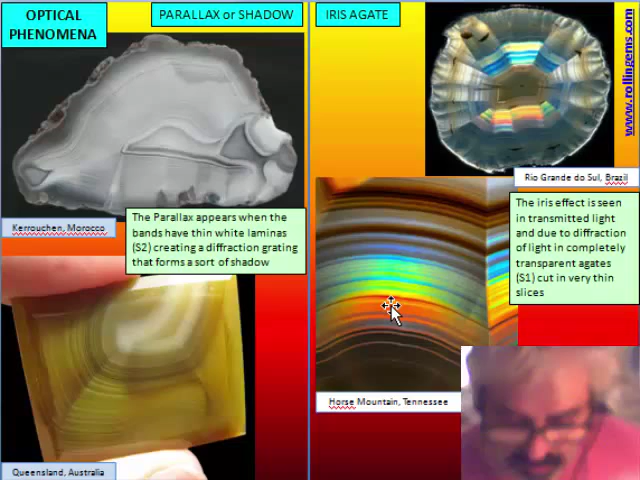 OPTICAL
PHENOMENA
PARALLAX or SHADOW
IRIS AGATE
www.rollingems.com
Kerrouchen, Morocco
The Parallax appears when the
bands have thin white laminas
(S2) creating a diffraction grating
that forms a sort of shadow
Rio Grande do Sul, Brazil
The iris effect is seen
in transmitted light
and due to diffraction
of light in completely
transparent agates
(S1) cut in very thin
slices
Horse Mountain, Tennessee
Queensland, Australia